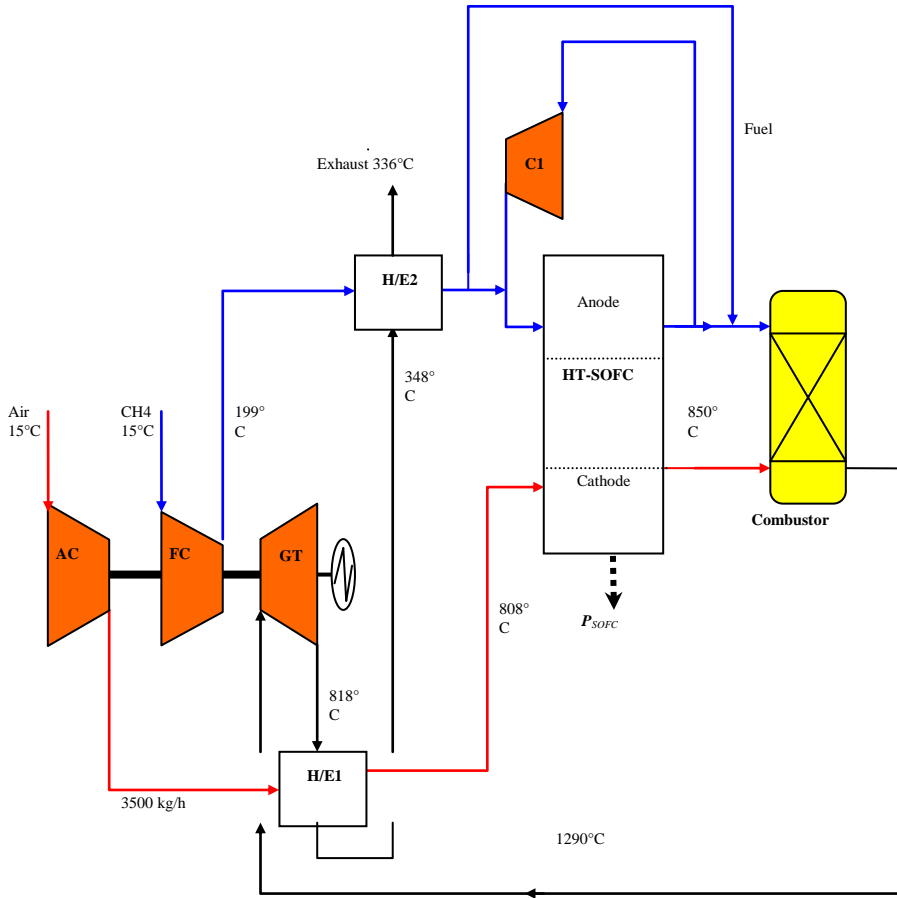 Fuel
.
Exhaust 336°C
C1
H/E2
Anode
HT-SOFC
348°
C
850°
C
Air
15°C
CH4
15°C
199°
C
Cathode
Combustor
AC
FC
GT
808°
C
P SOFC
818°
C
H/E1
3500 kg/h
1290°C